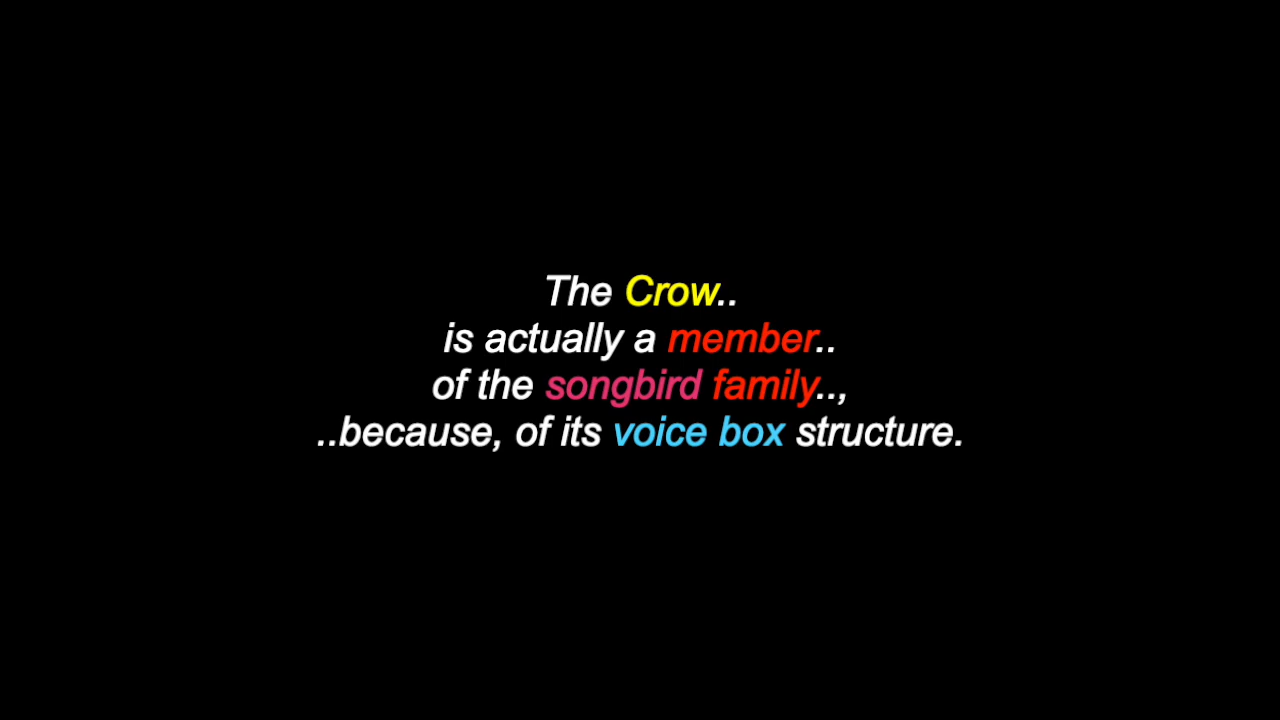 The Crow..
is actually a member..
of the songbird family..,
..because, of its voice box structure.